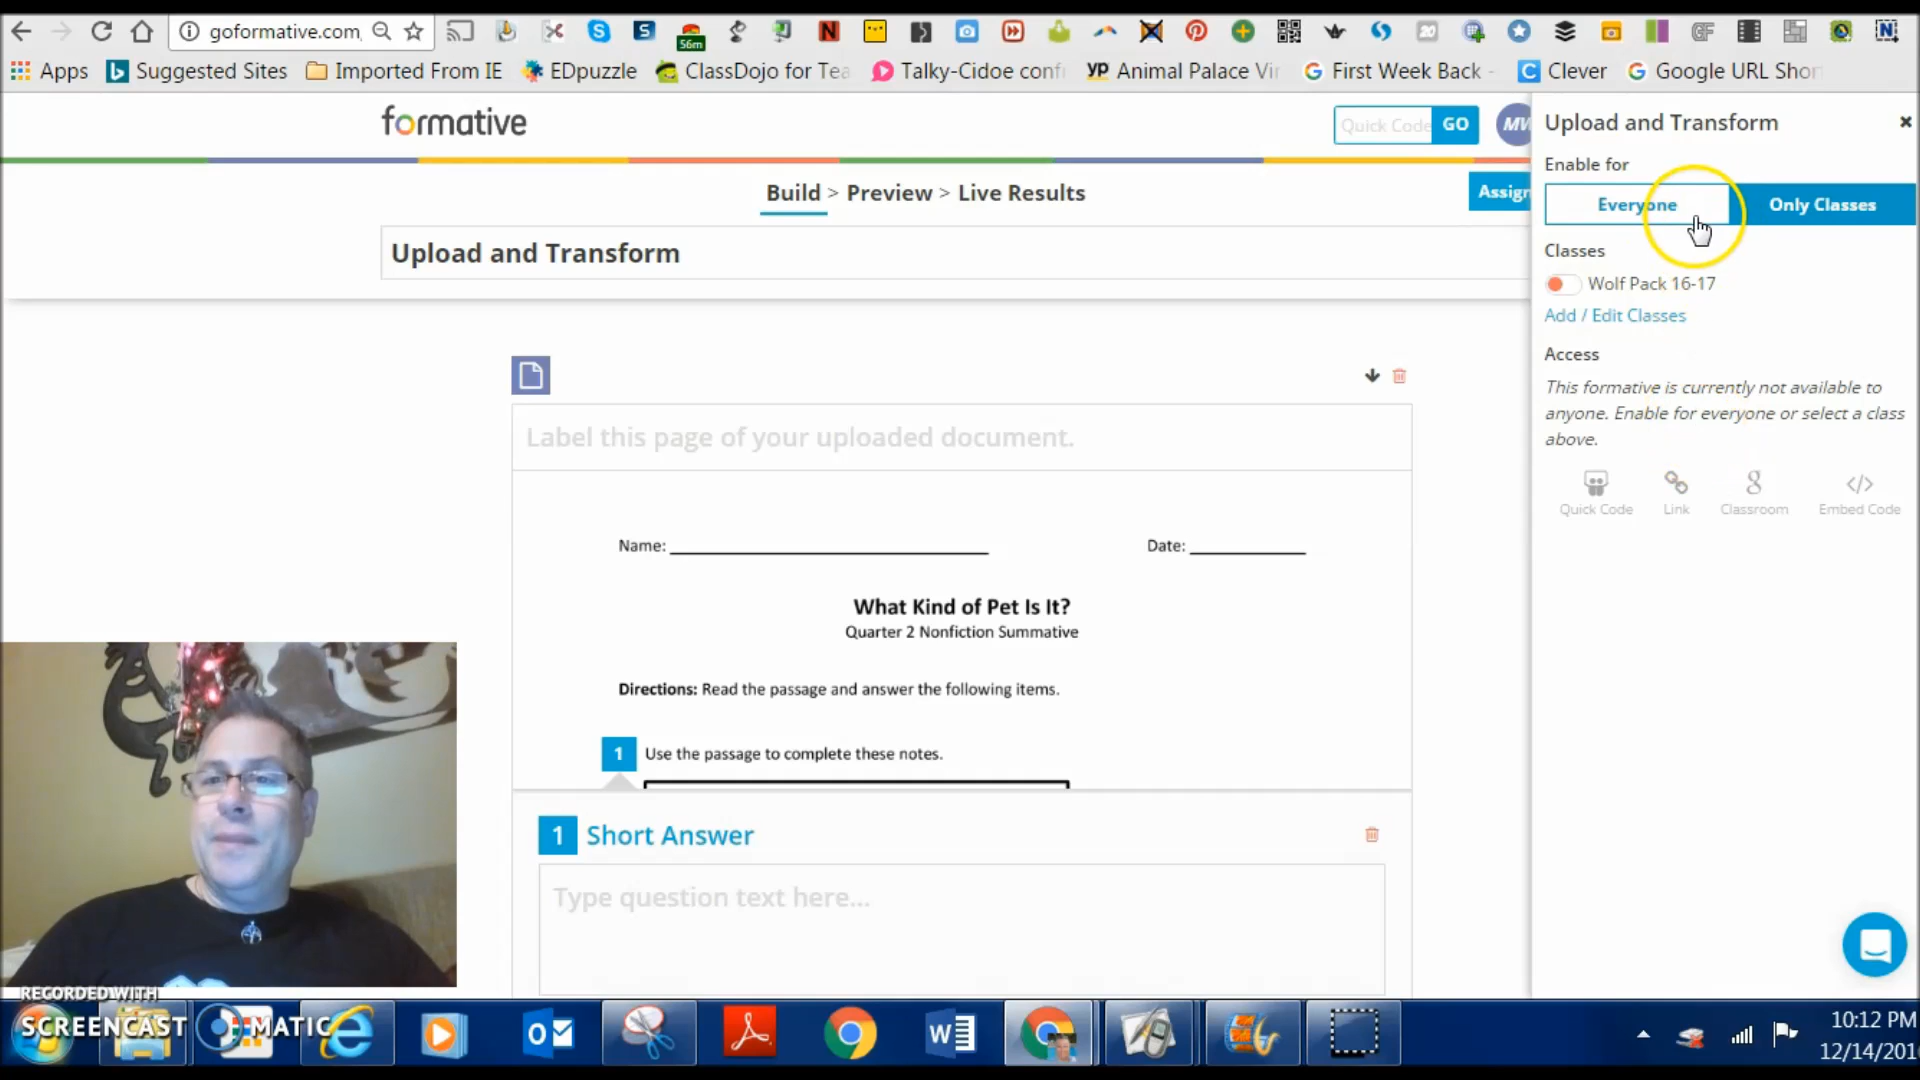 goformative.com
56m
Apps
Suggested Sites
Imported From IE
EDpuzzle
ClassDojo for Tea
Talky-Cidoe conf
yp Animal Palace Vir
First Week Back -
Clever
Google URL Shor
formative
Quick Code GO
MW
Build > Preview > Live Results
Assign
Upload and Transform
Label this page of your uploaded document.
Name:
Date:
What Kind of Pet Is It?
Quarter 2 Nonfiction Summative
Directions: Read the passage and answer the following items.
1 Use the passage to complete these notes.
1 Short Answer
Type question text here...
Upload and Transform
Enable for
Everyone
Only Classes
Classes
Wolf Pack 16-17
Add / Edit Classes
Access
This formative is currently not available to
anyone. Enable for everyone or select a class
above.
Quick Code
Link
Classroom
Embed Code
RECORDED WITH
SCREENCAST MATIC
10:12 PM
12/14/201